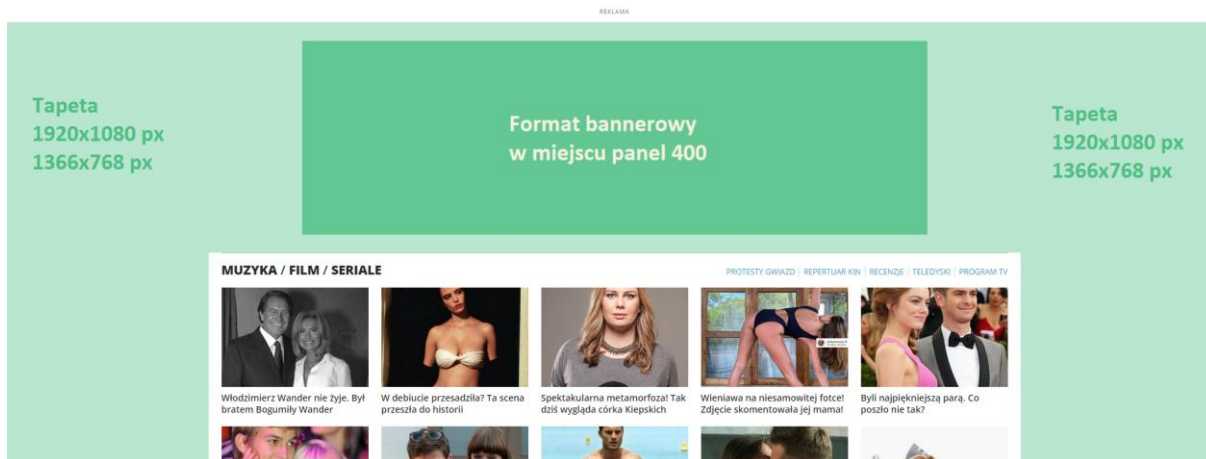 REKLAMA
Tapeta
1920x1080 px
1366x768 px
Format bannerowy
w miejscu panel 400
Tapeta
1920x1080 px
1366x768 px
MUZYKA / FILM / SERIALE
PROTESTY GWIAZD | REPERTUAR KIN | RECENZJE | TELEDYSKI | PROGRAM TV
Włodzimierz Wander nie żyje. Był
bratem Bogumiły Wander
W debiucie przesadziła? Ta scena
przeszła do historii
Spektakularna metamorfoza! Tak
dziś wygląda córka Kiepskich
Wieniawa na niesamowitej fotce!
Zdjęcie skomentowała jej mama!
Byli najpiękniejszą parą. Co
poszło nie tak?